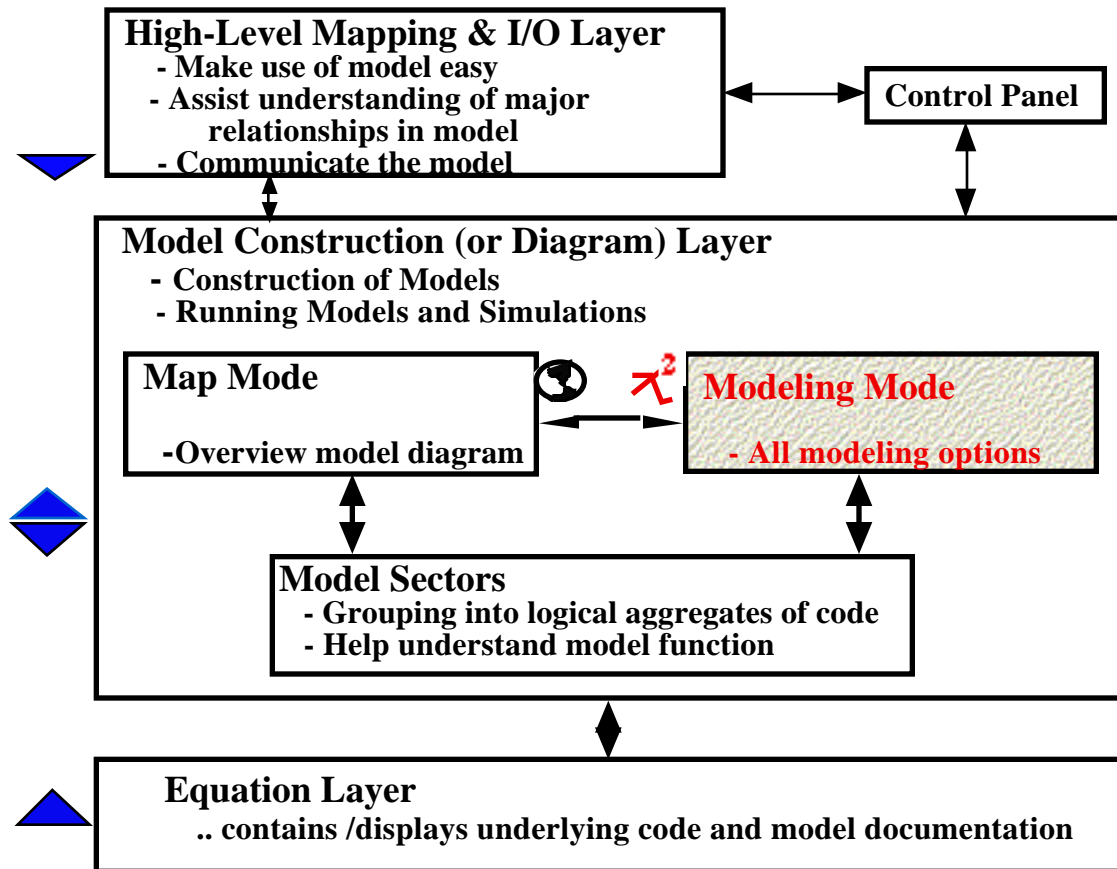 High-Level Mapping & I/O Layer
- Make use of model easy
- Assist understanding of major
relationships in model
- Communicate the model
Control Panel
Model Construction (or Diagram) Layer
- Construction of Models
- Running Models and Simulations
Map Mode
-Overview model diagram
χ²
Modeling Mode
- All modeling options
Model Sectors
- Grouping into logical aggregates of code
- Help understand model function
Equation Layer
.. contains /displays underlying code and model documentation